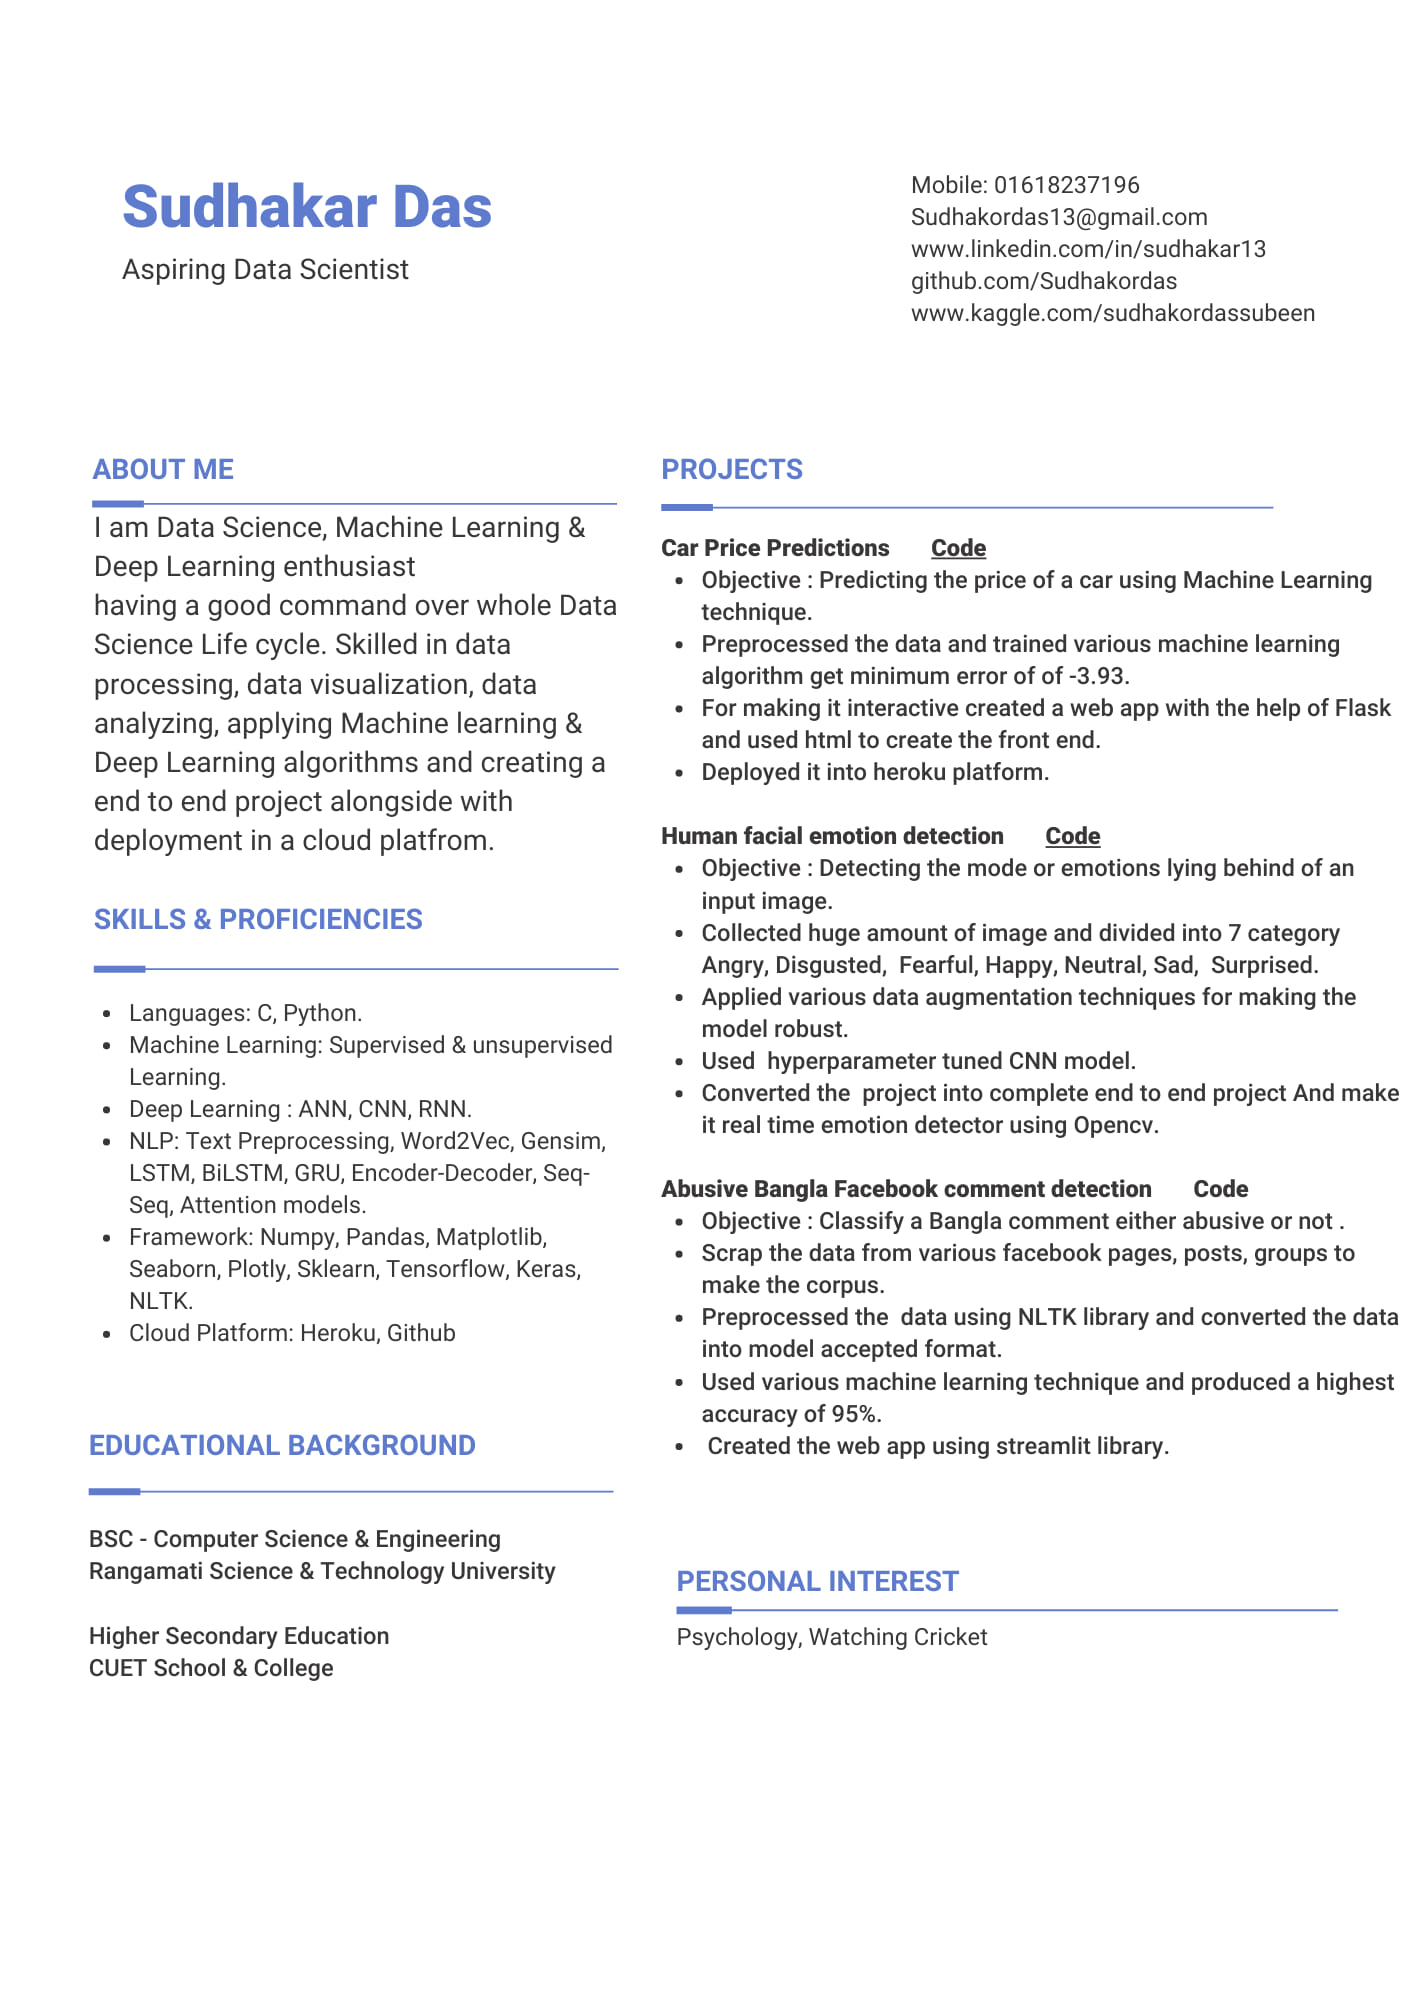 Sudhakar Das
Aspiring Data Scientist
Mobile: 01618237196
Sudhakordas13@gmail.com
www.linkedin.com/in/sudhakar13
github.com/Sudhakordas
www.kaggle.com/sudhakordassubeen
ABOUT ME
I am Data Science, Machine Learning &
Deep Learning enthusiast
having a good command over whole Data
Science Life cycle. Skilled in data
processing, data visualization, data
analyzing, applying Machine learning &
Deep Learning algorithms and creating a
end to end project alongside with
deployment in a cloud platfrom.
SKILLS & PROFICIENCIES
• Languages: C, Python.
• Machine Learning: Supervised & unsupervised
Learning.
• Deep Learning : ANN, CNN, RNN.
• NLP: Text Preprocessing, Word2Vec, Gensim,
LSTM, BiLSTM, GRU, Encoder-Decoder, Seq-
Seq, Attention models.
• Framework: Numpy, Pandas, Matplotlib,
Seaborn, Plotly, Sklearn, Tensorflow, Keras,
NLTK.
• Cloud Platform: Heroku, Github
EDUCATIONAL BACKGROUND
BSC - Computer Science & Engineering
Rangamati Science & Technology University
Higher Secondary Education
CUET School & College
PROJECTS
Car Price Predictions Code
• Objective : Predicting the price of a car using Machine Learning
technique.
• Preprocessed the data and trained various machine learning
algorithm get minimum error of of -3.93.
• For making it interactive created a web app with the help of Flask
and used html to create the front end.
• Deployed it into heroku platform.
Human facial emotion detection Code
• Objective : Detecting the mode or emotions lying behind of an
input image.
• Collected huge amount of image and divided into 7 category
Angry, Disgusted, Fearful, Happy, Neutral, Sad, Surprised.
• Applied various data augmentation techniques for making the
model robust.
• Used hyperparameter tuned CNN model.
• Converted the project into complete end to end project And make
it real time emotion detector using Opencv.
Abusive Bangla Facebook comment detection Code
• Objective : Classify a Bangla comment either abusive or not .
• Scrap the data from various facebook pages, posts, groups to
make the corpus.
• Preprocessed the data using NLTK library and converted the data
into model accepted format.
• Used various machine learning technique and produced a highest
accuracy of 95%.
• Created the web app using streamlit library.
PERSONAL INTEREST
Psychology, Watching Cricket